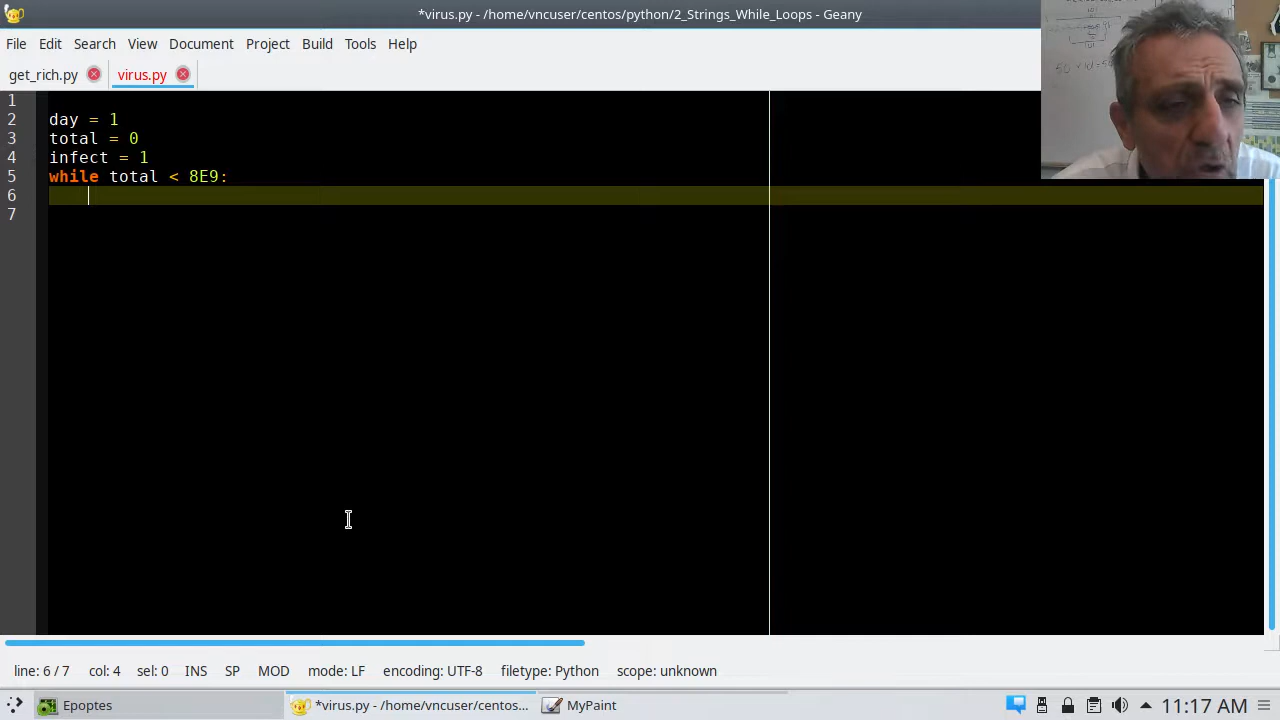 *virus.py - /home/vncuser/centos/python/2_Strings_While_Loops - Geany
File Edit Search View Document Project Build Tools Help
get_rich.py virus.py
1
2 day = 1
3 total = 0
4 infect = 1
5 while total < 8E9:
6
7
line: 6 / 7 col: 4 sel: 0 INS SP MOD mode: LF encoding: UTF-8 filetype: Python scope: unknown
Epoptes *virus.py - /home/vncuser/centos... MyPaint 11:17 AM